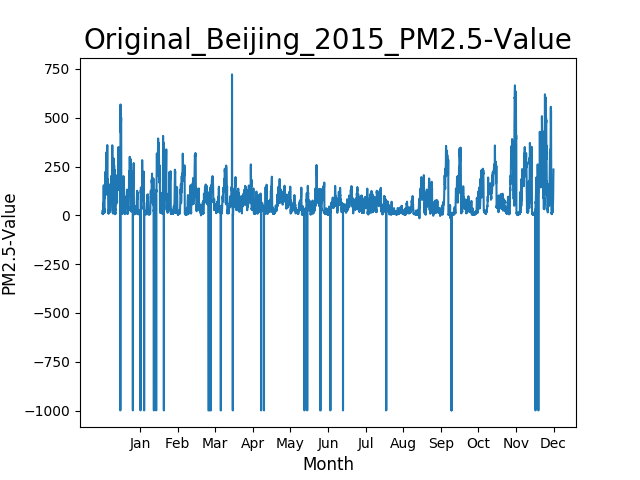 Original_Beijing_2015_PM2.5-Value
PM2.5-Value
750
500
250
0
−250
−500
−750
−1000
Jan Feb Mar Apr May Jun Jul Aug Sep Oct Nov Dec
Month